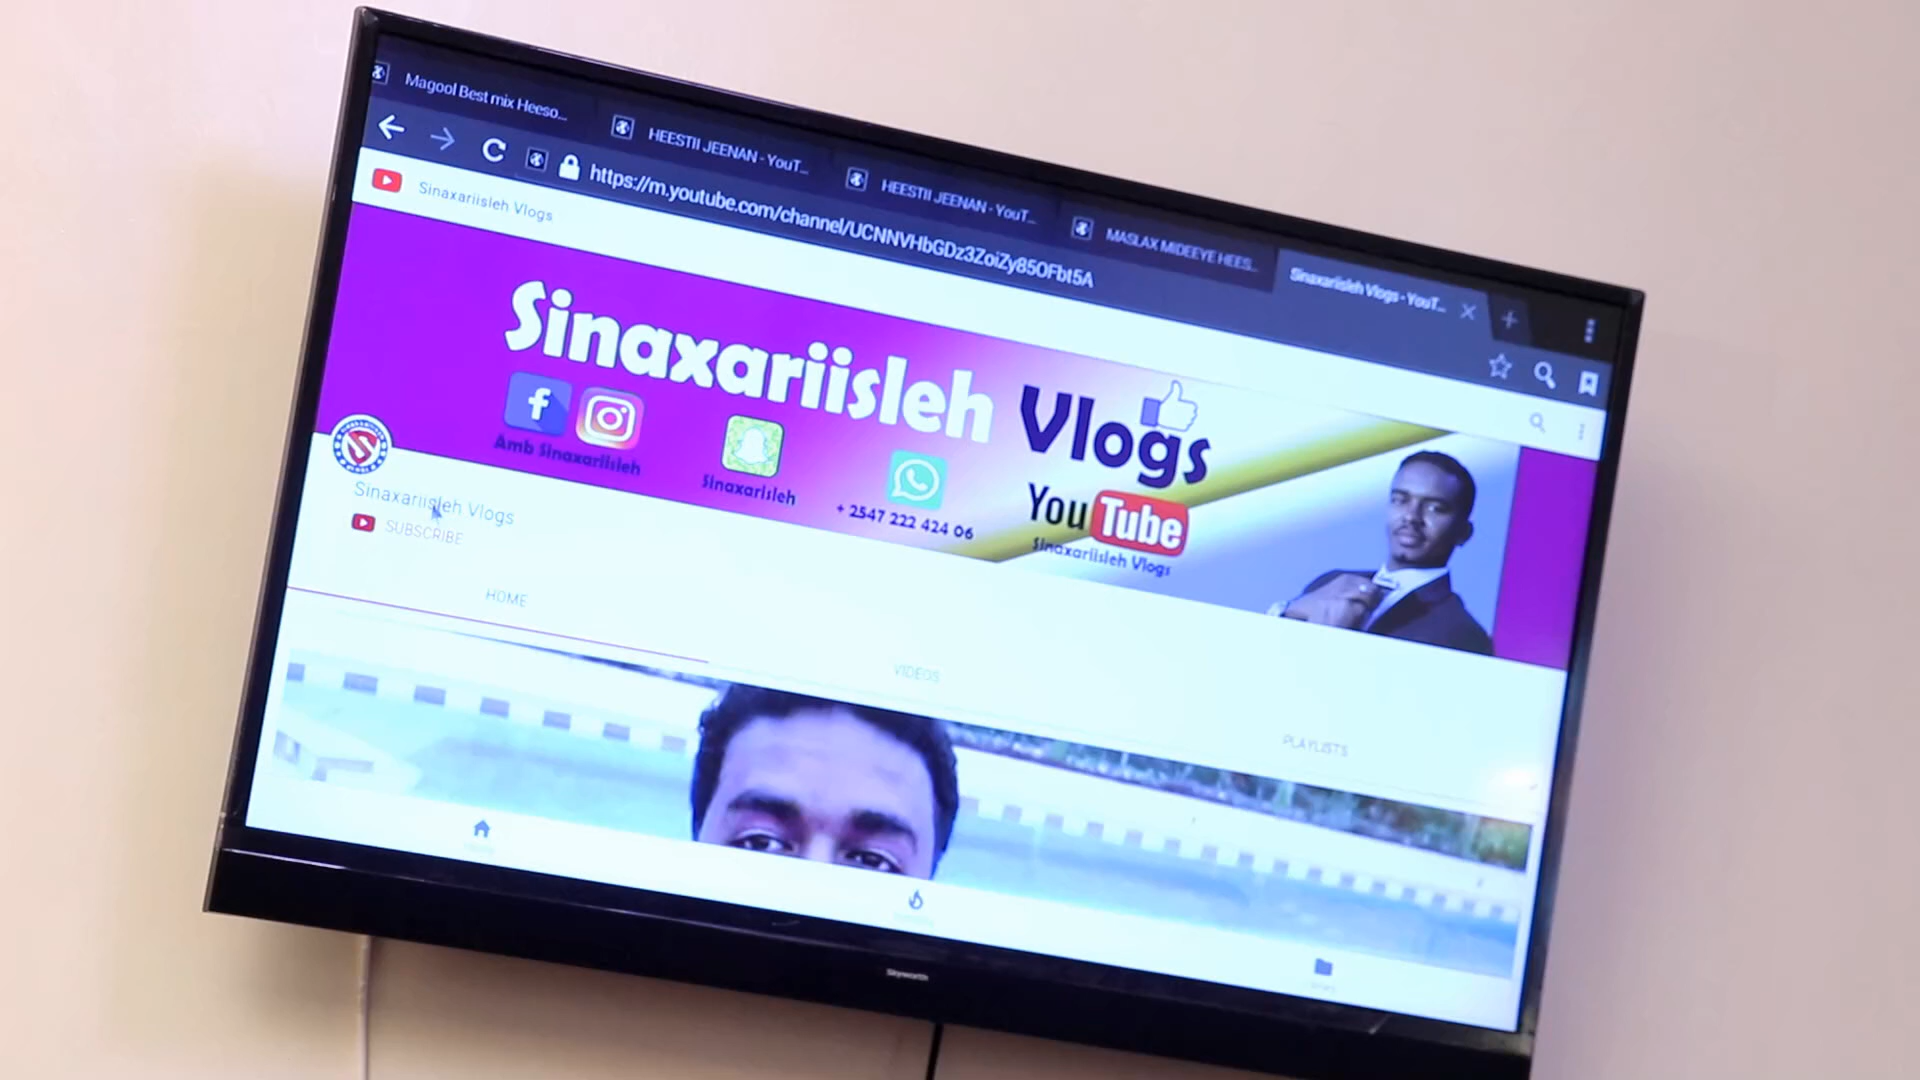 Magool Best mix Heeso...
HEESTII JEENAN - YouT...
HEESTII JEENAN - YouT...
MASLAX MIDEEYE HEES...
Sinaxariisleh Vlogs - YouT...
https://m.youtube.com/channel/UCNNVHbGDz3ZoiZy85OFbt5A
Sinaxariisleh Vlogs
Sinaxariisleh Vlogs
Amb Sinaxariisleh
Sinaxarisleh
+ 2547 222 424 06
YouTube
Sinaxariisleh Vlogs
Sinaxariisleh Vlogs
SUBSCRIBE
HOME
VIDEOS
PLAYLISTS
Skyworth